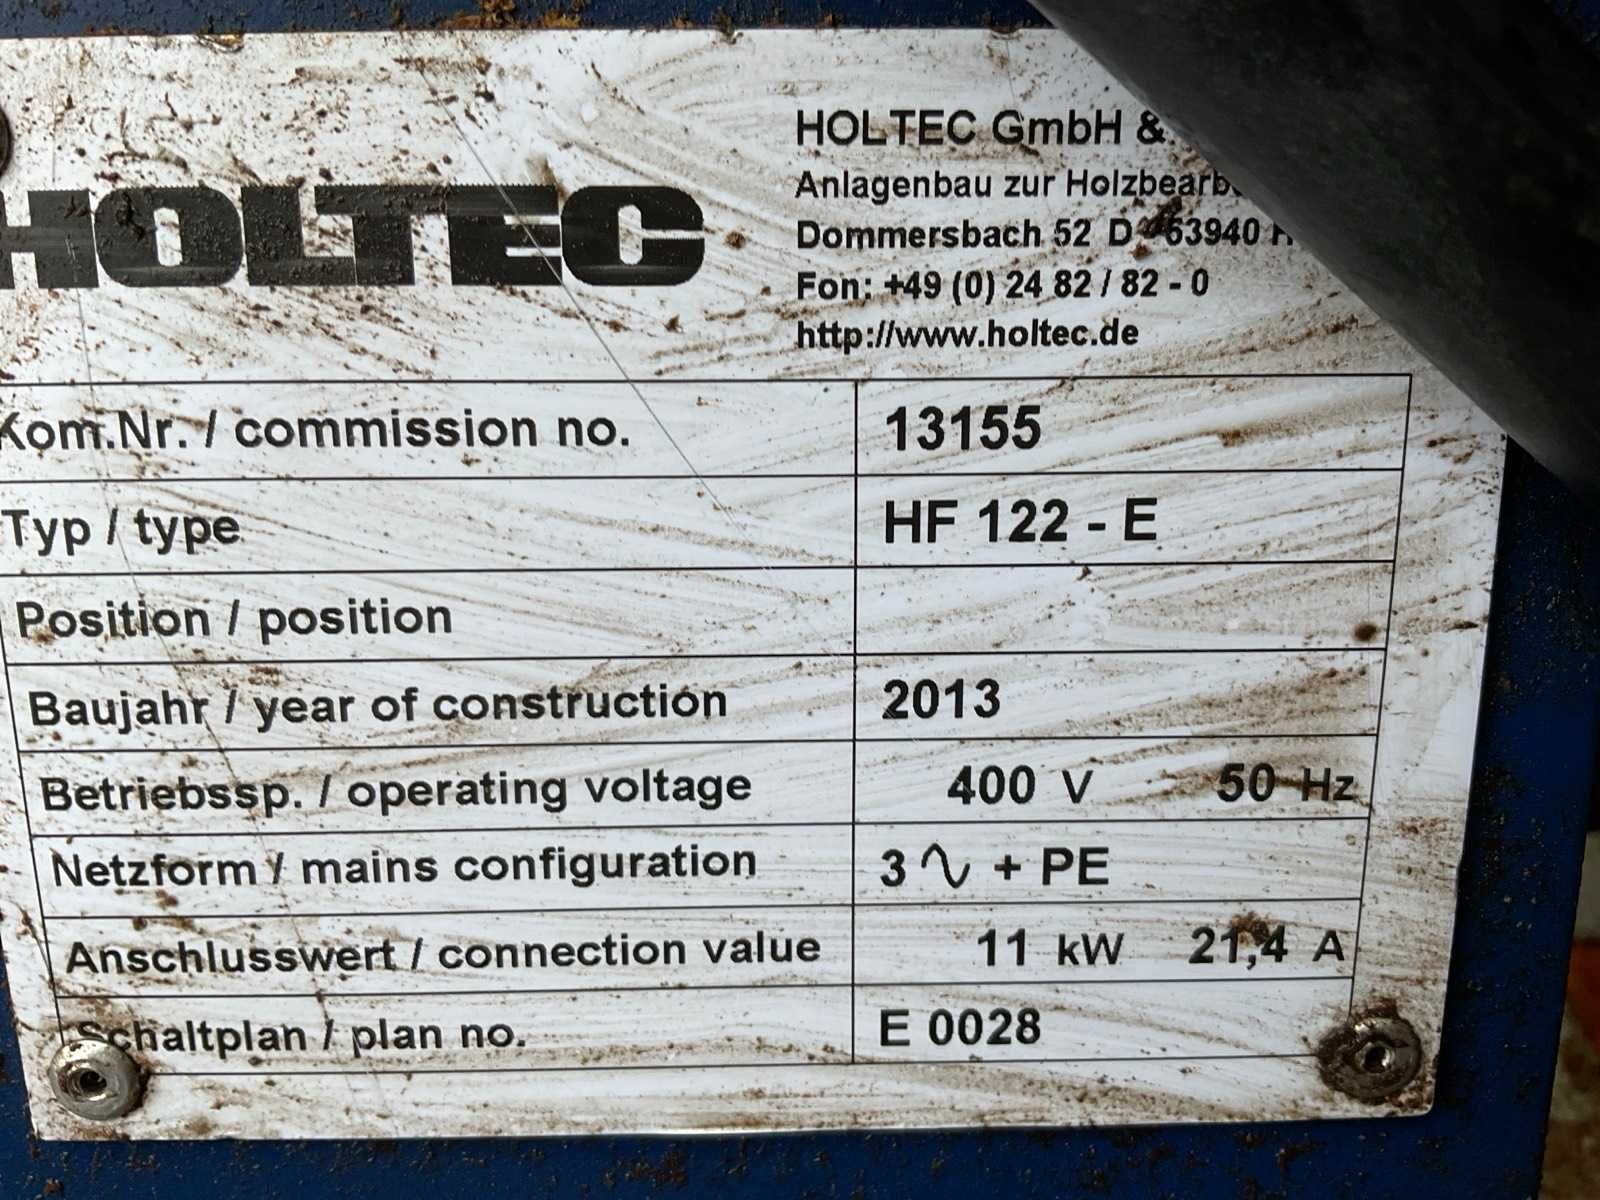 HOLTEC
HOLTEC GmbH &
Anlagenbau zur Holzbearb
Dommersbach 52 D - 53940 H
Fon: +49 (0) 24 82 / 82 - 0
http://www.holtec.de
Kom.Nr. / commission no. 13155
Typ / type HF 122 - E
Position / position
Baujahr / year of construction 2013
Betriebssp. / operating voltage 400 V 50 Hz
Netzform / mains configuration 3 ∿ + PE
Anschlusswert / connection value 11 kW 21,4 A
Schaltplan / plan no. E 0028